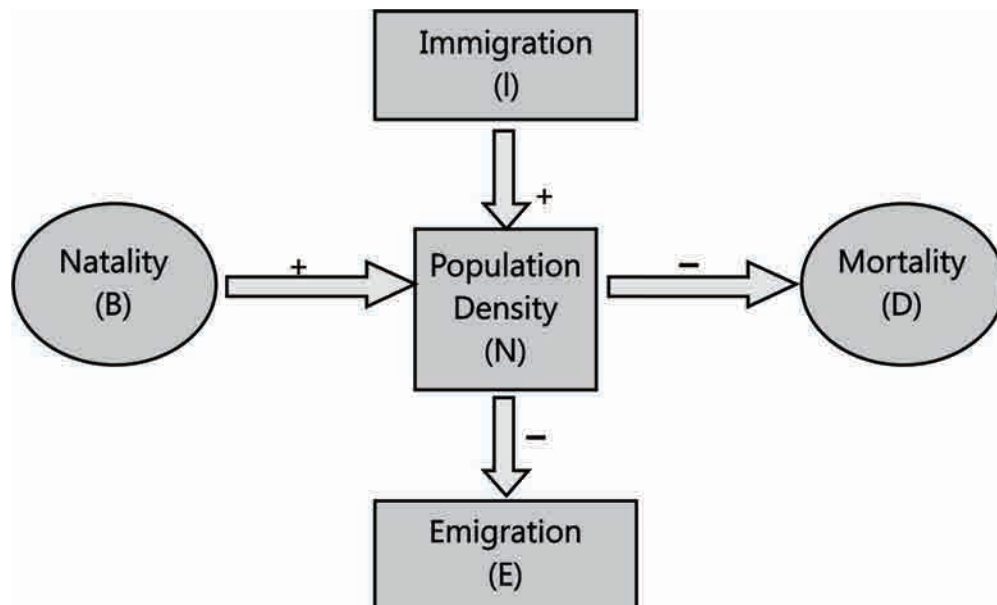 Immigration
(I)
+
Natality
(B)
+
Population
Density
(N)
−
Mortality
(D)
−
Emigration
(E)